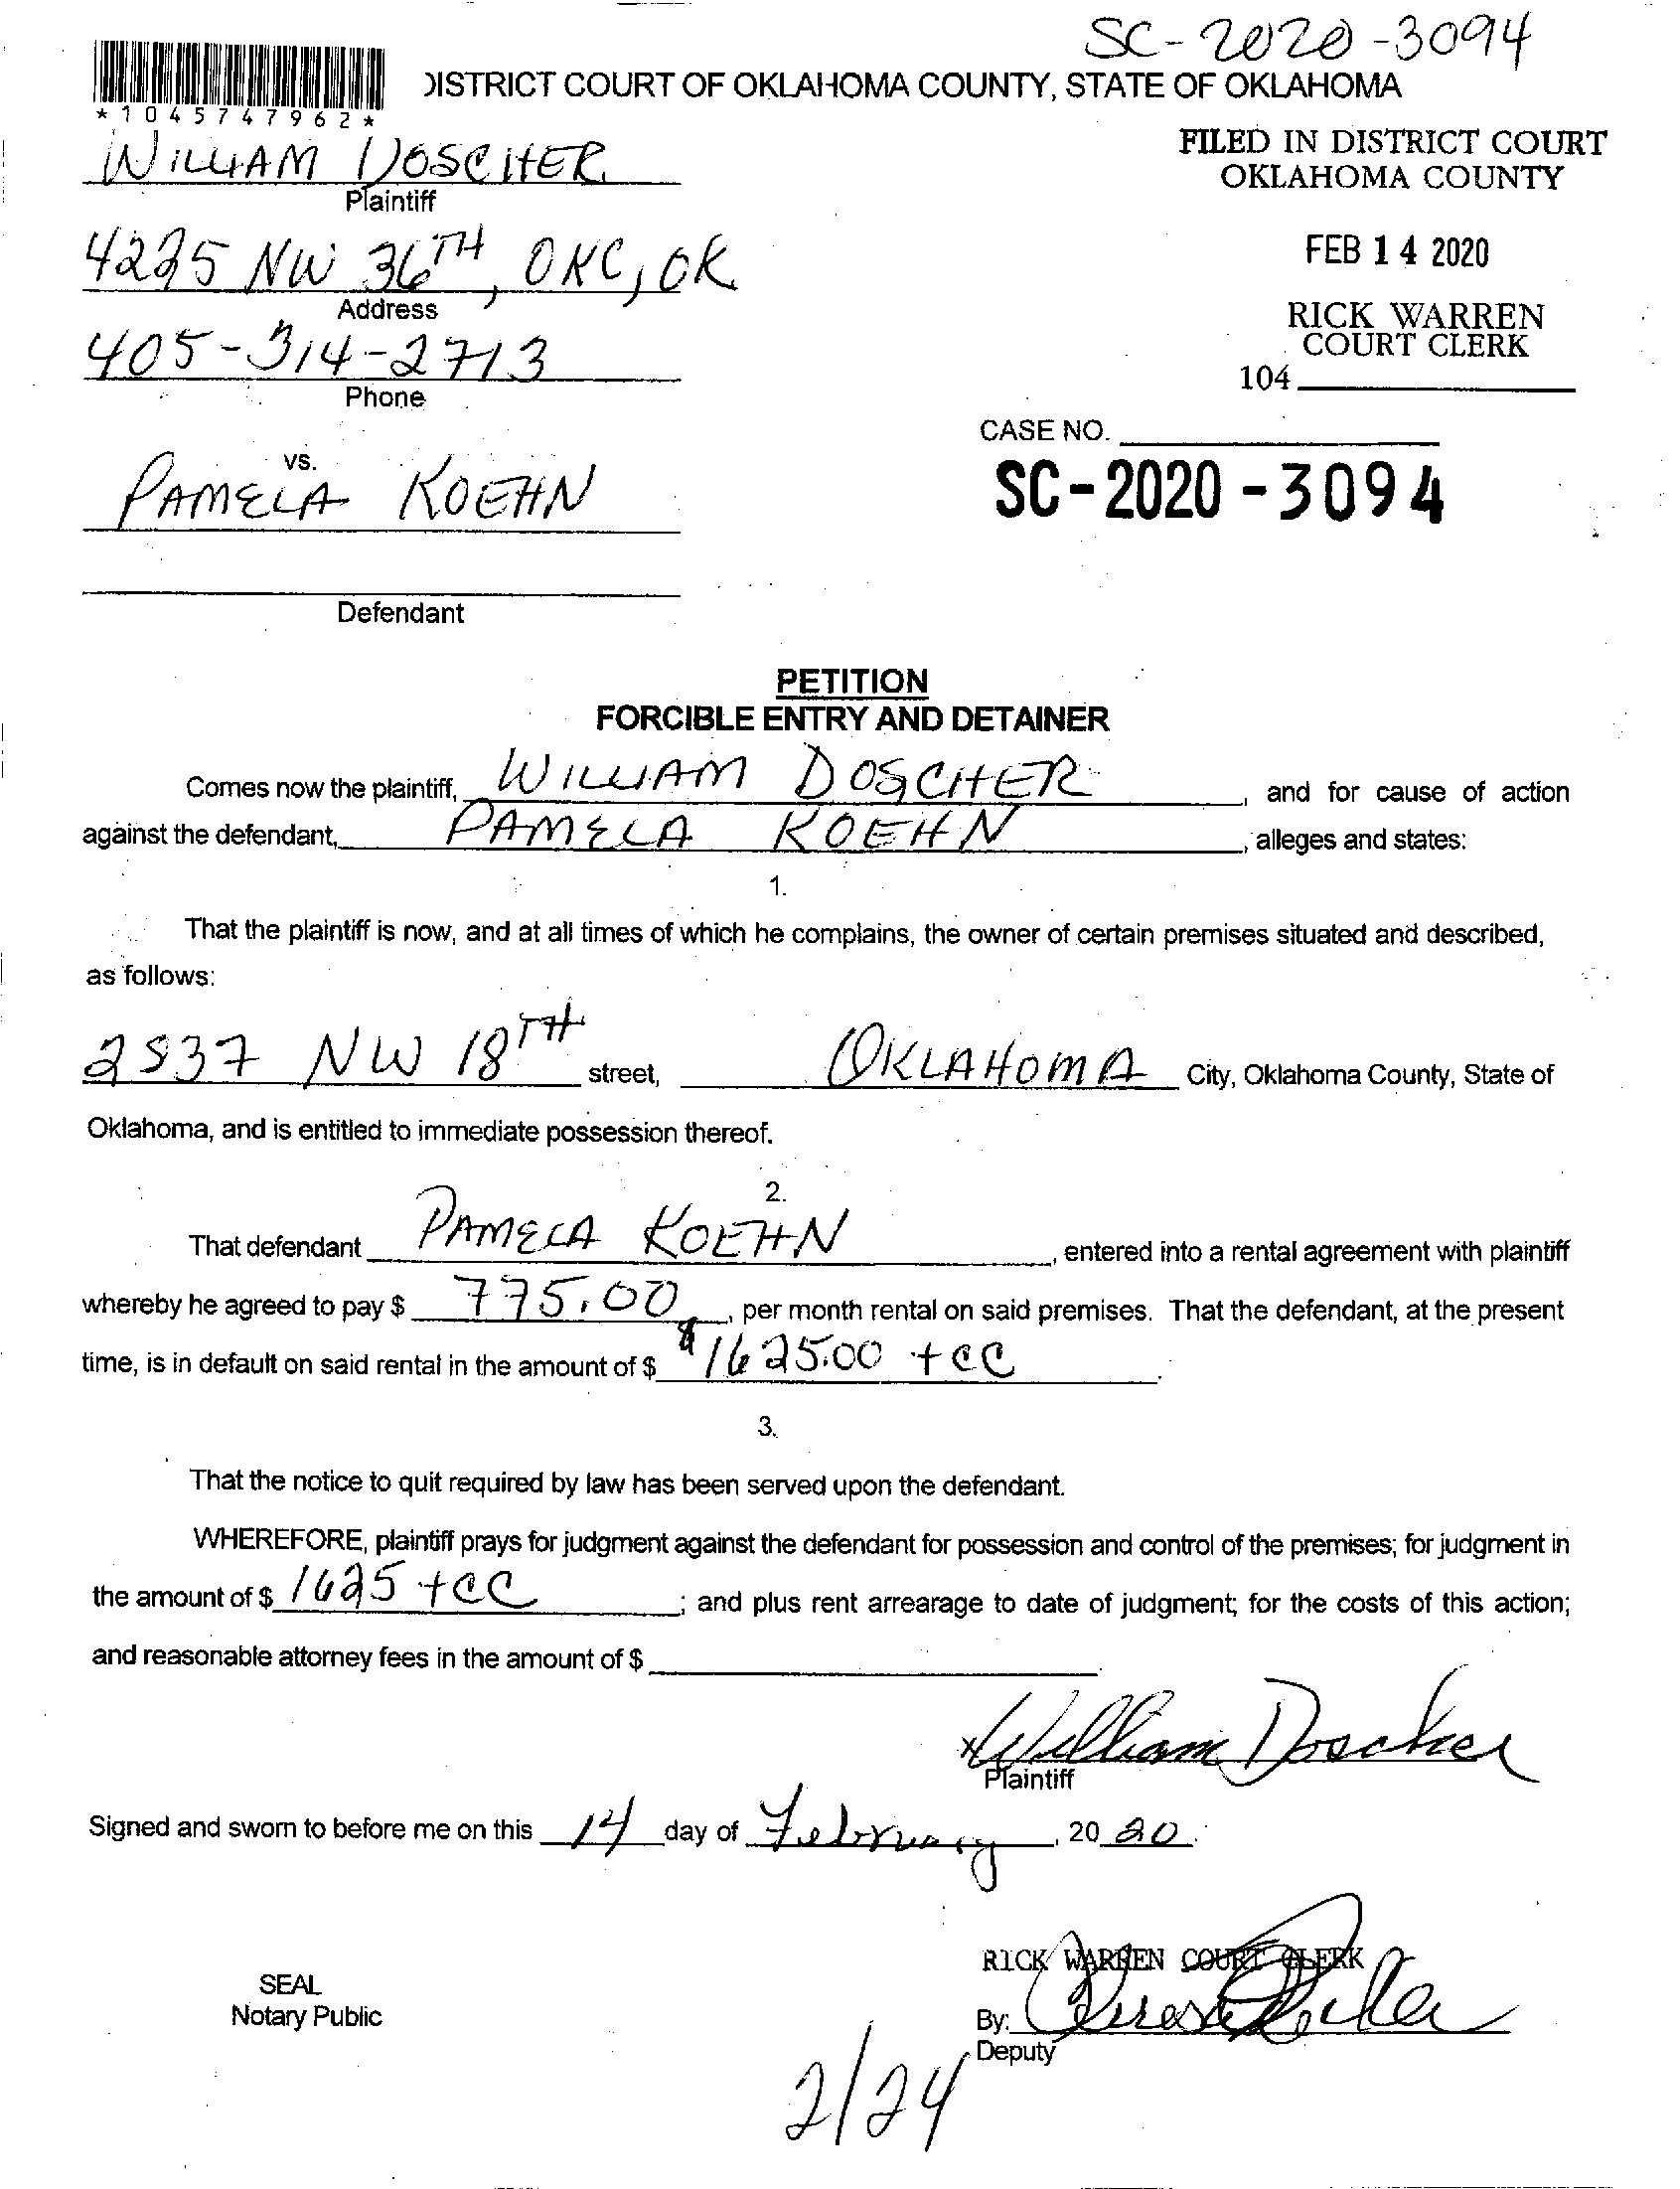 SC-2020-3094
DISTRICT COURT OF OKLAHOMA COUNTY, STATE OF OKLAHOMA
*1045747962*
FILED IN DISTRICT COURT
OKLAHOMA COUNTY
WILLIAM DOSCHER
Plaintiff
FEB 14 2020
4225 NW 36TH, OKC, OK
Address
RICK WARREN
COURT CLERK
405-314-2713
104
Phone
CASE NO.
vs.
PAMELA KOEHN
SC-2020-3094
Defendant
PETITION
FORCIBLE ENTRY AND DETAINER
Comes now the plaintiff, WILLIAM DOSCHER, and for cause of action
against the defendant, PAMELA KOEHN, alleges and states:
1.
That the plaintiff is now, and at all times of which he complains, the owner of certain premises situated and described,
as follows:
2837 NW 18TH street, OKLAHOMA City, Oklahoma County, State of
Oklahoma, and is entitled to immediate possession thereof.
2.
That defendant PAMELA KOEHN, entered into a rental agreement with plaintiff
whereby he agreed to pay $ 775.00, per month rental on said premises. That the defendant, at the present
time, is in default on said rental in the amount of $ $1625.00 + CC.
3.
That the notice to quit required by law has been served upon the defendant.
WHEREFORE, plaintiff prays for judgment against the defendant for possession and control of the premises; for judgment in
the amount of $ 1625 + CC; and plus rent arrearage to date of judgment; for the costs of this action;
and reasonable attorney fees in the amount of $
x William Doscher
Plaintiff
Signed and sworn to before me on this 14 day of February, 2020.
RICK WARREN COURT CLERK
SEAL
Notary Public
By:
Deputy
2/24